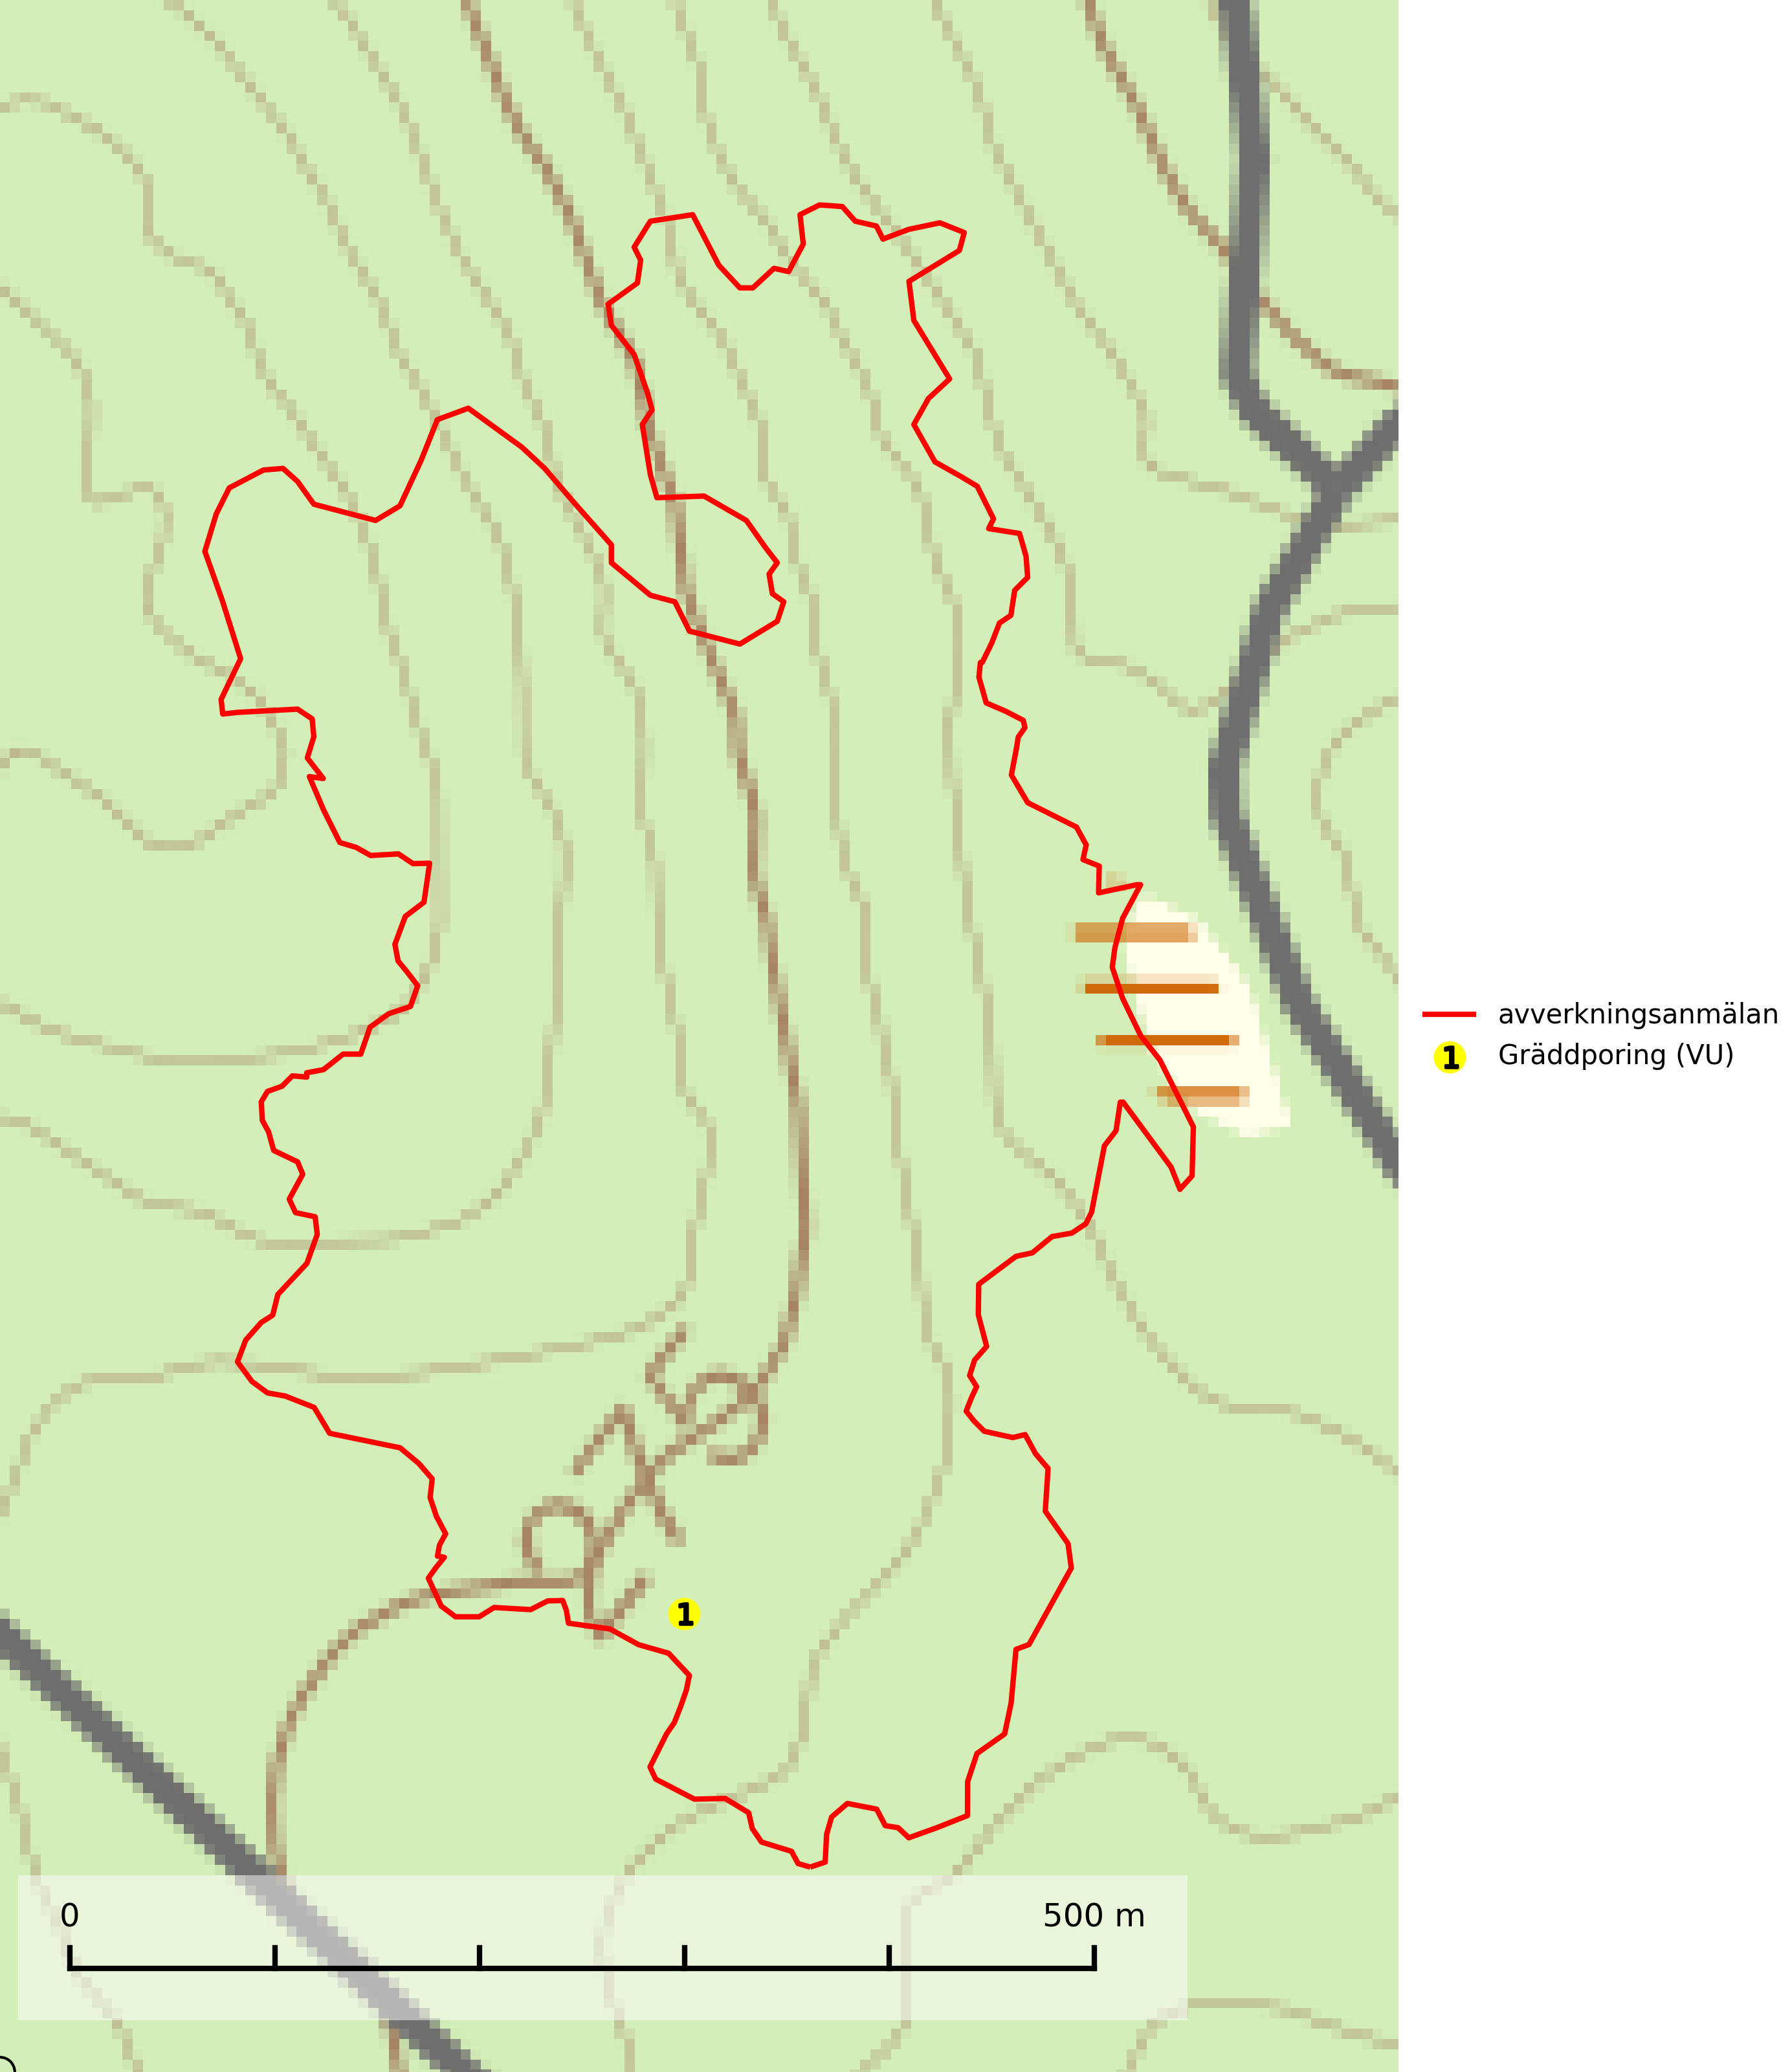 avverkningsanmälan
1 Gräddporing (VU)
1
0 500 m